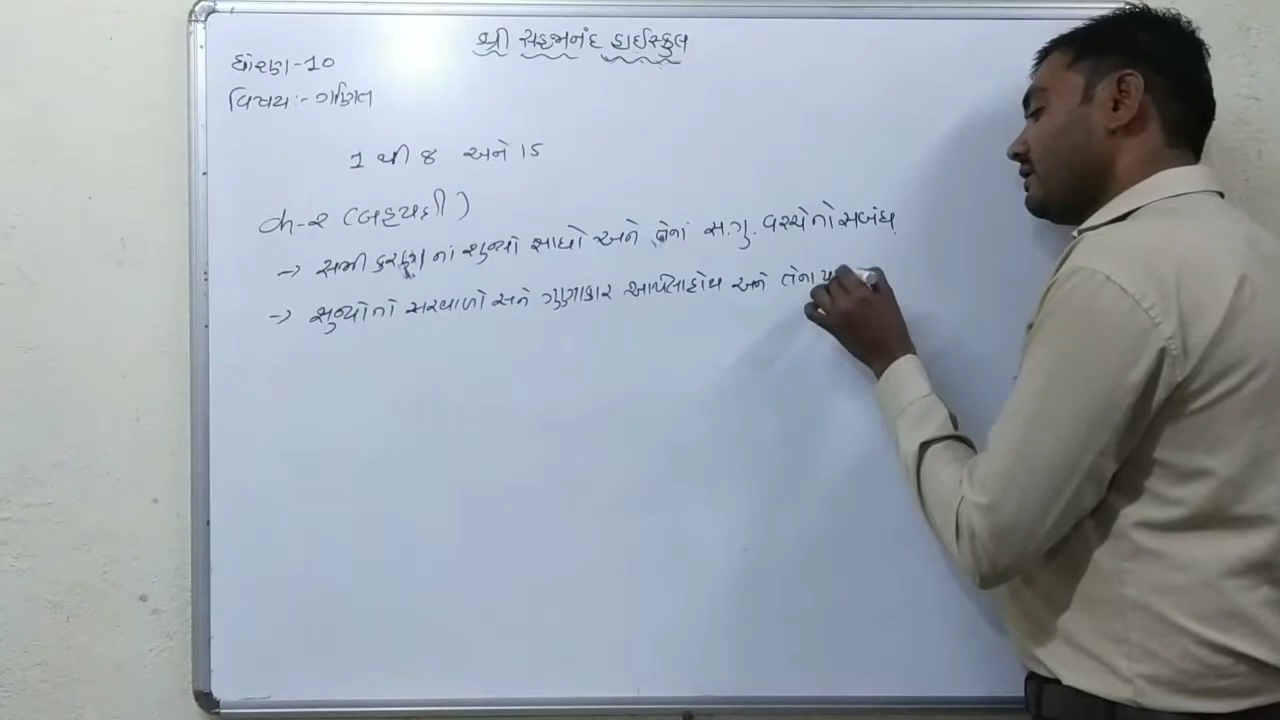 શ્રી સહજાનંદ હાઈસ્કુલ
ધોરણ-10
વિષય:- ગણિત
1 થી 8 અને 15
ch-2 (બહુપદી)
-> સમીકરણ નાં શુન્યો શોધો અને તેનાં સ.ગુ. વચ્ચેનો સબંધ.
-> શુન્યોનો સરવાળો અને ગુણાકાર આપેલાહોય અને તેના પ